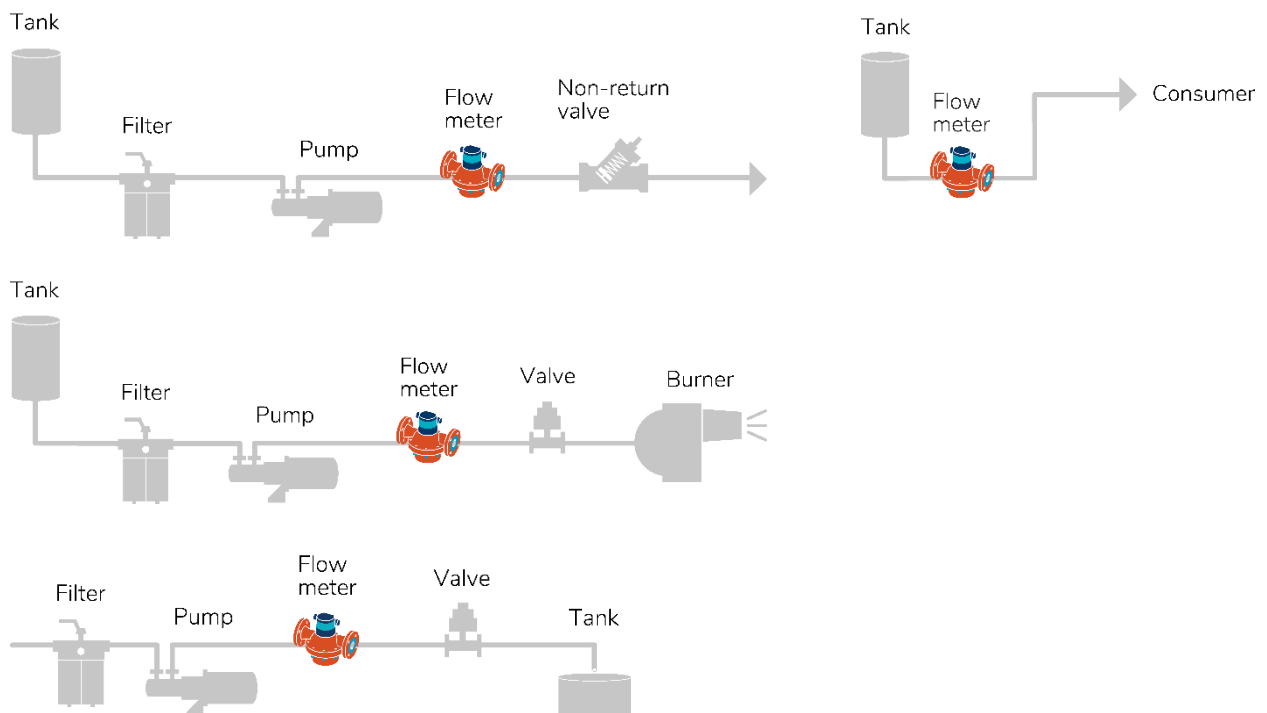 Tank
Filter
Pump
Flow
meter
Non-return
valve
Tank
Flow
meter
Consumer
Tank
Filter
Pump
Flow
meter
Valve
Burner
Filter
Pump
Flow
meter
Valve
Tank